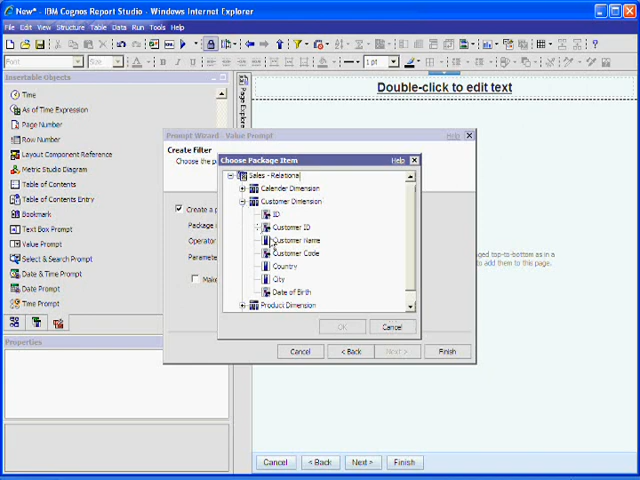 New* - IBM Cognos Report Studio - Windows Internet Explorer
File Edit View Structure Table Data Run Tools Help
Font Size 1 pt
Insertable Objects
Time
As of Time Expression
Page Number
Row Number
Layout Component Reference
Metric Studio Diagram
Table of Contents
Table of Contents Entry
Bookmark
Text Box Prompt
Value Prompt
Select & Search Prompt
Date & Time Prompt
Date Prompt
Time Prompt
Properties
Page Explorer
Double-click to edit text
Prompt Wizard - Value Prompt Help
Create Filter
Choose the p
Create a p
Package i
Operator
Parameter
Make
Cancel < Back Next > Finish
Choose Package Item Help
Sales - Relational
Calender Dimension
Customer Dimension
ID
Customer ID
Customer Name
Customer Code
Country
City
Date of Birth
Product Dimension
OK Cancel
ged top-to-bottom as in a
to add them to this page.
Cancel < Back Next > Finish